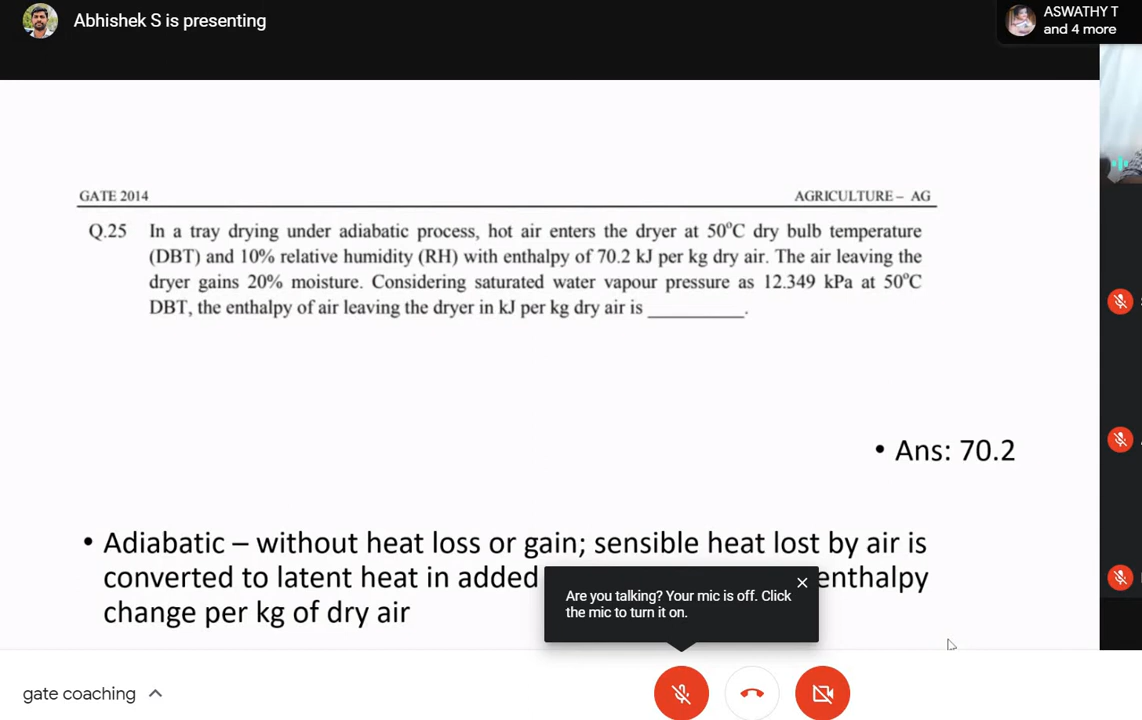 Abhishek S is presenting
ASWATHY T
and 4 more
GATE 2014
AGRICULTURE – AG
Q.25 In a tray drying under adiabatic process, hot air enters the dryer at 50°C dry bulb temperature
(DBT) and 10% relative humidity (RH) with enthalpy of 70.2 kJ per kg dry air. The air leaving the
dryer gains 20% moisture. Considering saturated water vapour pressure as 12.349 kPa at 50°C
DBT, the enthalpy of air leaving the dryer in kJ per kg dry air is __________.
• Ans: 70.2
• Adiabatic – without heat loss or gain; sensible heat lost by air is
converted to latent heat in added enthalpy
change per kg of dry air
Are you talking? Your mic is off. Click
the mic to turn it on.
gate coaching